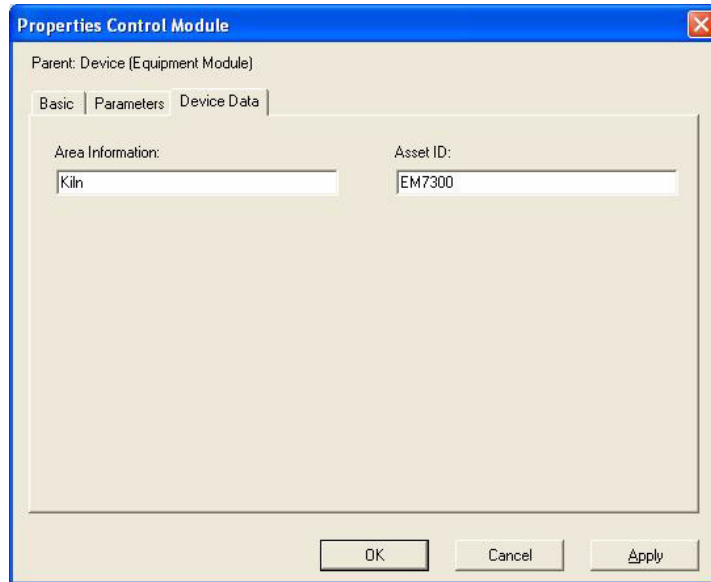 Properties Control Module
Parent: Device (Equipment Module)
Basic Parameters Device Data
Area Information: Asset ID:
Kiln EM7300
OK Cancel Apply